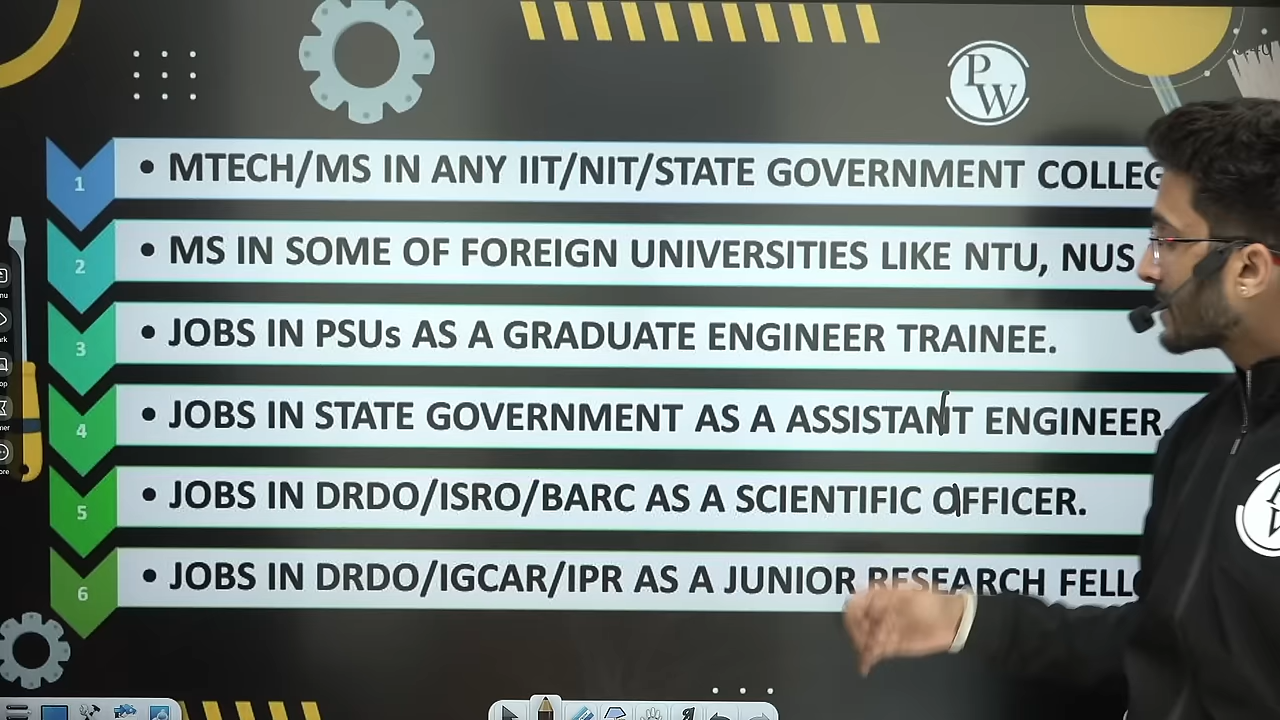 PW
1 • MTECH/MS IN ANY IIT/NIT/STATE GOVERNMENT COLLEG
2 • MS IN SOME OF FOREIGN UNIVERSITIES LIKE NTU, NUS
3 • JOBS IN PSUs AS A GRADUATE ENGINEER TRAINEE.
4 • JOBS IN STATE GOVERNMENT AS A ASSISTANT ENGINEER.
5 • JOBS IN DRDO/ISRO/BARC AS A SCIENTIFIC OFFICER.
6 • JOBS IN DRDO/IGCAR/IPR AS A JUNIOR RESEARCH FELLO